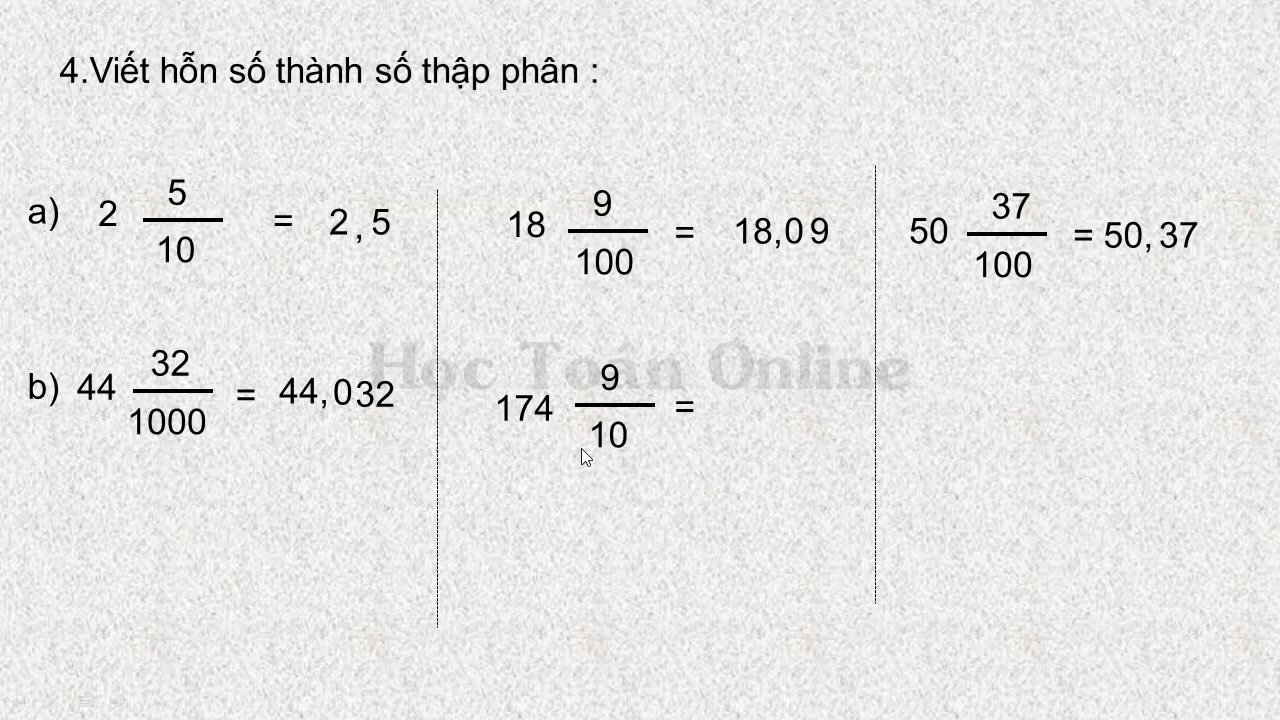 4.Viết hỗn số thành số thập phân :
a) 2 5/10 = 2,5
18 9/100 = 18,09
50 37/100 = 50,37
b) 44 32/1000 = 44,032
174 9/10 =
Học Toán Online